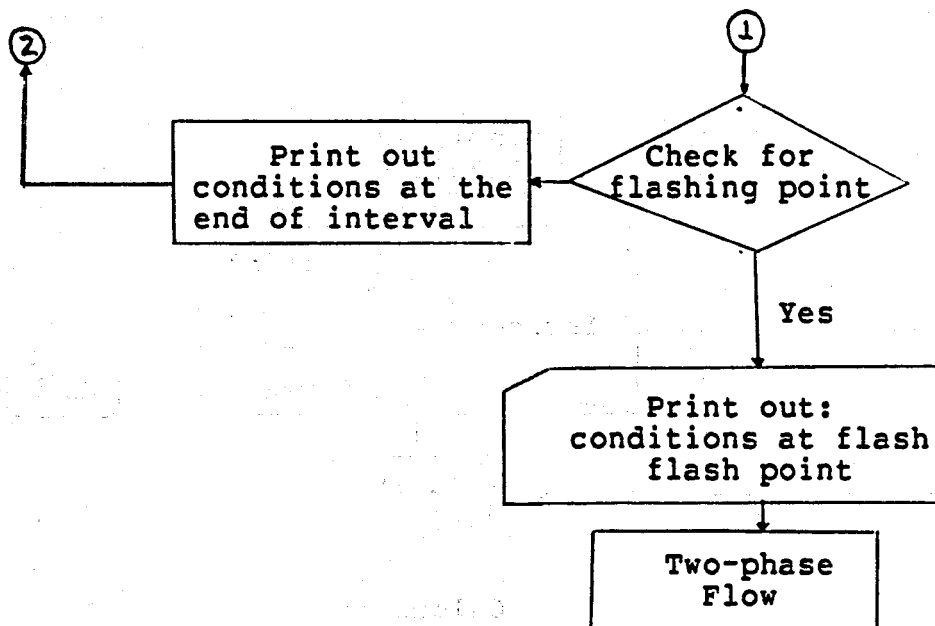 2
1
Print out
conditions at the
end of interval
Check for
flashing point
Yes
Print out:
conditions at flash
flash point
Two-phase
Flow